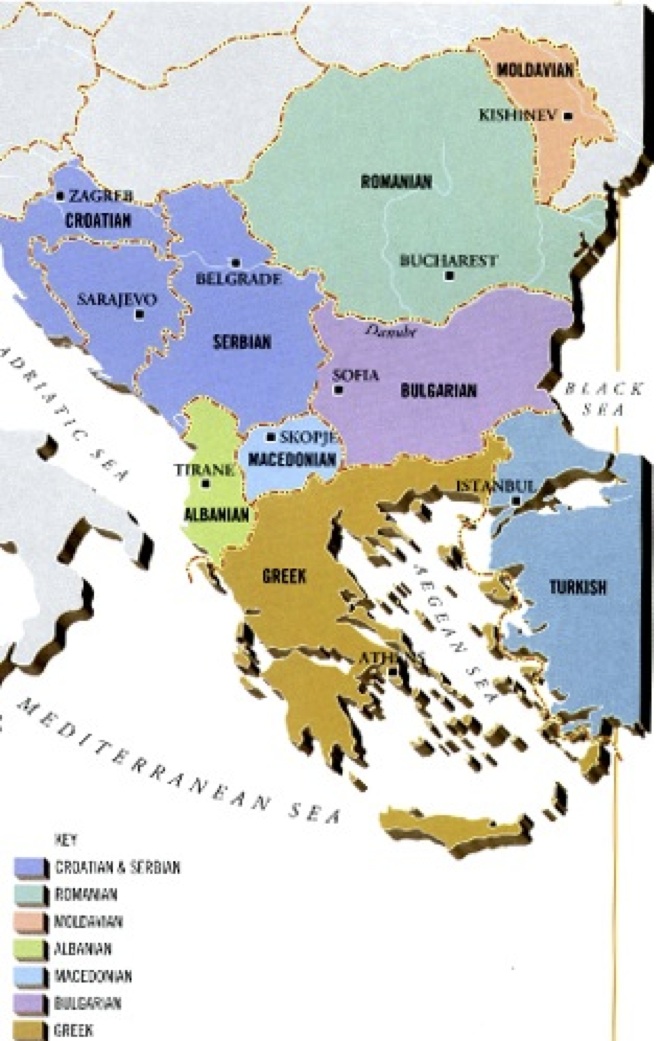 MOLDAVIAN
KISHINEV
ROMANIAN
ZAGREB
CROATIAN
BELGRADE
BUCHAREST
SARAJEVO
SERBIAN
Danube
SOFIA
BULGARIAN
BLACK
SEA
ADRIATIC SEA
SKOPJE
MACEDONIAN
TIRANE
ALBANIAN
ISTANBUL
GREEK
TURKISH
AEGEAN SEA
ATHENS
MEDITERRANEAN SEA
KEY
CROATIAN & SERBIAN
ROMANIAN
MOLDAVIAN
ALBANIAN
MACEDONIAN
BULGARIAN
GREEK